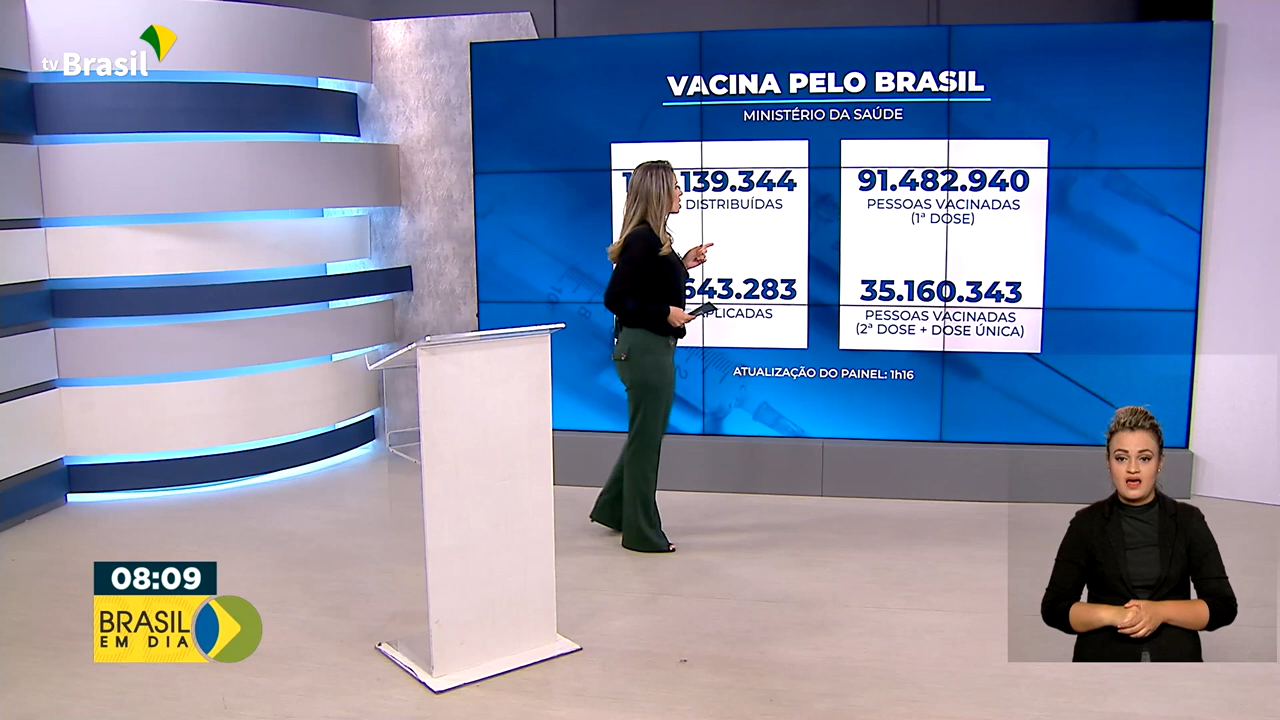 tv Brasil
VACINA PELO BRASIL
MINISTÉRIO DA SAÚDE
139.344
DISTRIBUÍDAS
643.283
APLICADAS
91.482.940
PESSOAS VACINADAS
(1ª DOSE)
35.160.343
PESSOAS VACINADAS
(2ª DOSE + DOSE ÚNICA)
ATUALIZAÇÃO DO PAINEL: 1h16
08:09
BRASIL
EM DIA